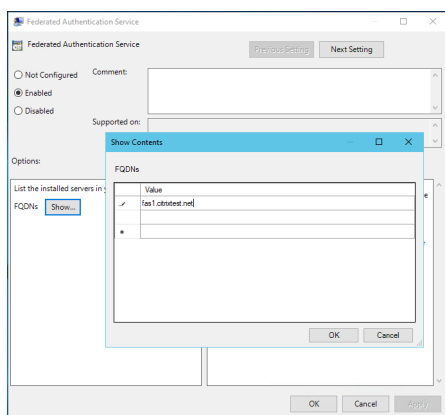 Federated Authentication Service
Federated Authentication Service
Previous Setting
Next Setting
Not Configured
Comment:
Enabled
Disabled
Supported on:
Options:
Show Contents
FQDNs
Value
fas1.citrixtest.net
OK
Cancel
List the installed servers in
FQDNs
Show...
OK
Cancel
Apply